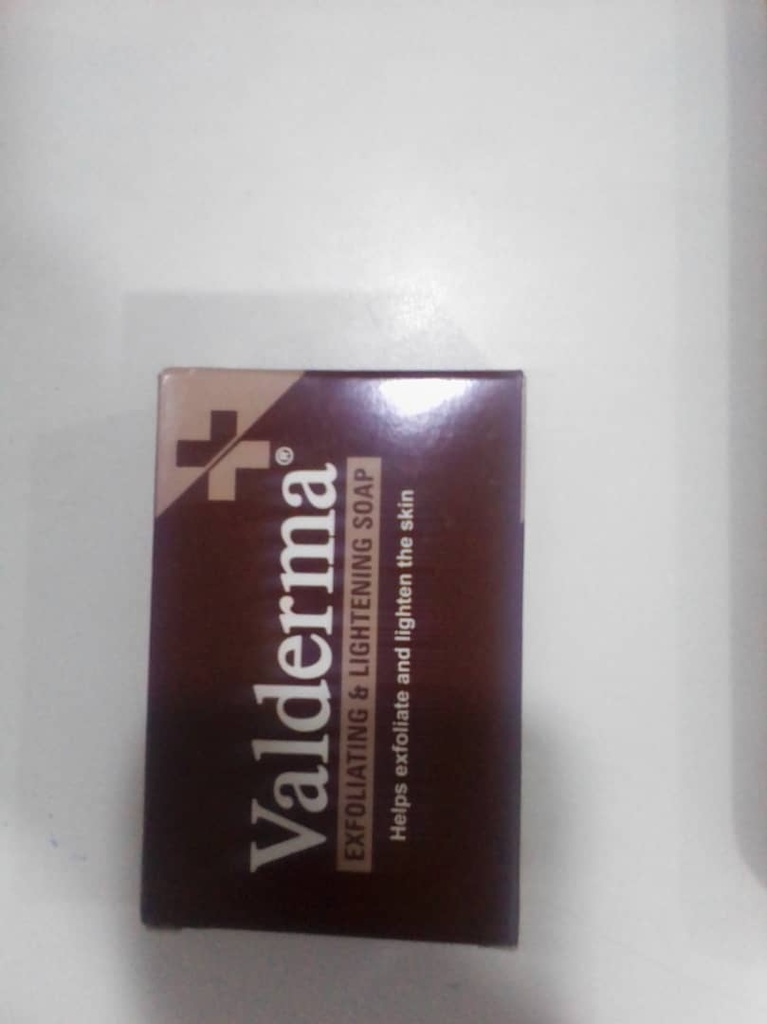 Valderma®
EXFOLIATING & LIGHTENING SOAP
Helps exfoliate and lighten the skin